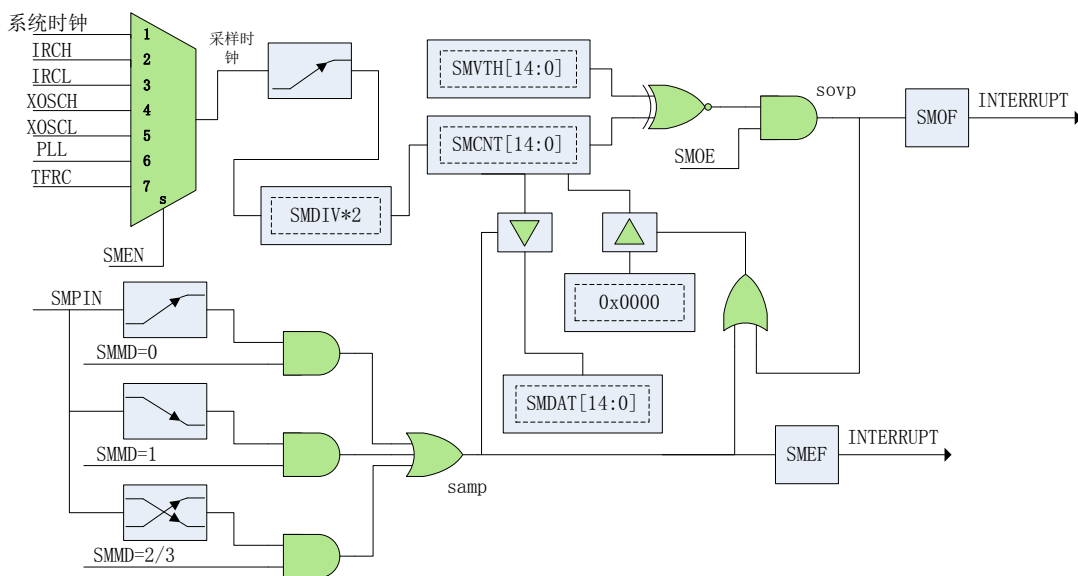 系统时钟
IRCH
IRCL
XOSCH
XOSCL
PLL
TFRC
1
2
3
4
5
6
7
s
SMEN
采样时
钟
SMDIV*2
SMVTH[14:0]
SMCNT[14:0]
SMOE
sovp
SMOF
INTERRUPT
0x0000
SMDAT[14:0]
SMPIN
SMMD=0
SMMD=1
SMMD=2/3
samp
SMEF
INTERRUPT